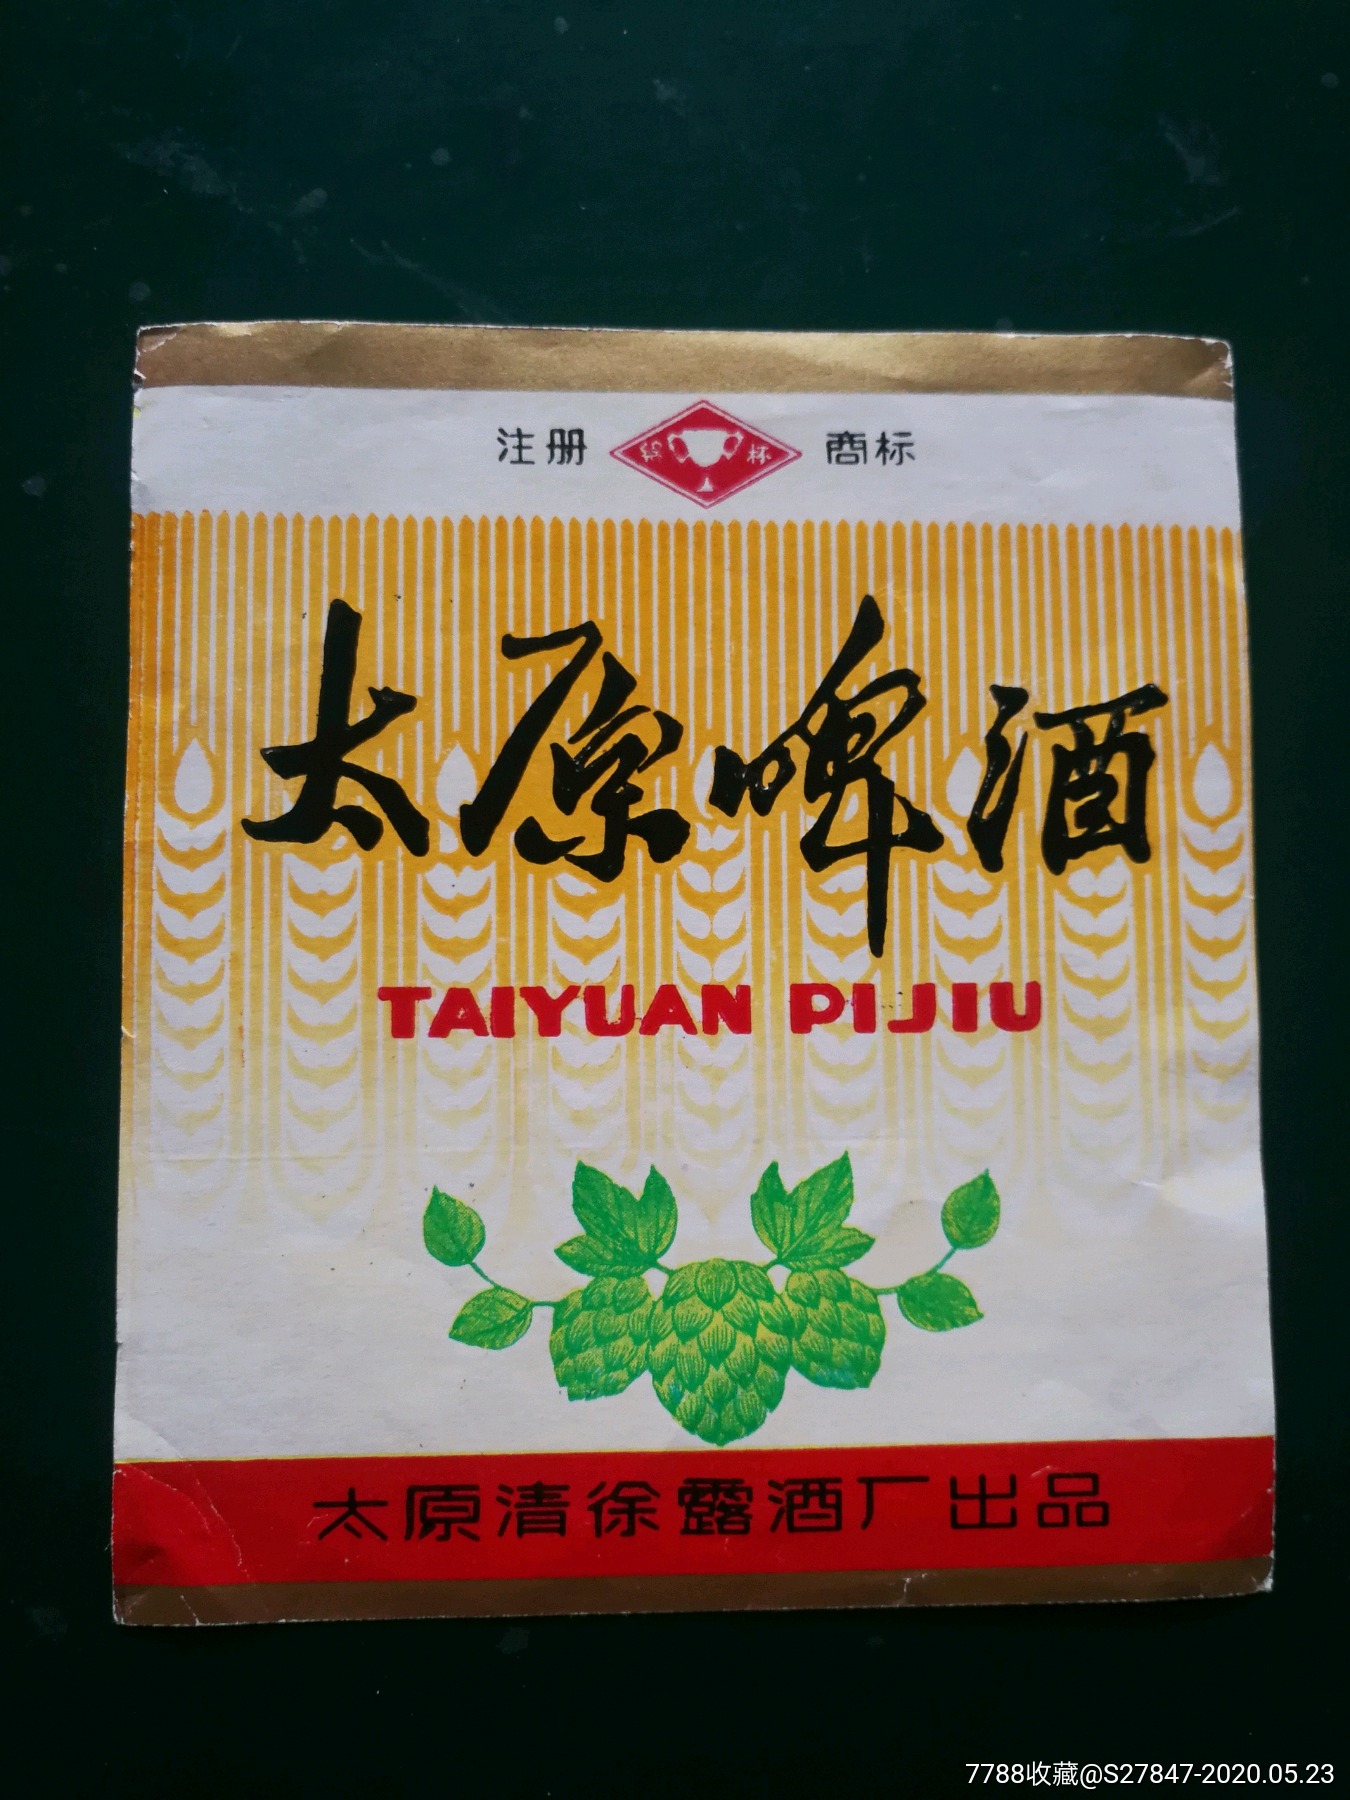 注册 杯 商标
太原啤酒
TAIYUAN PIJIU
太原清徐露酒厂出品
7788收藏@S27847-2020.05.23